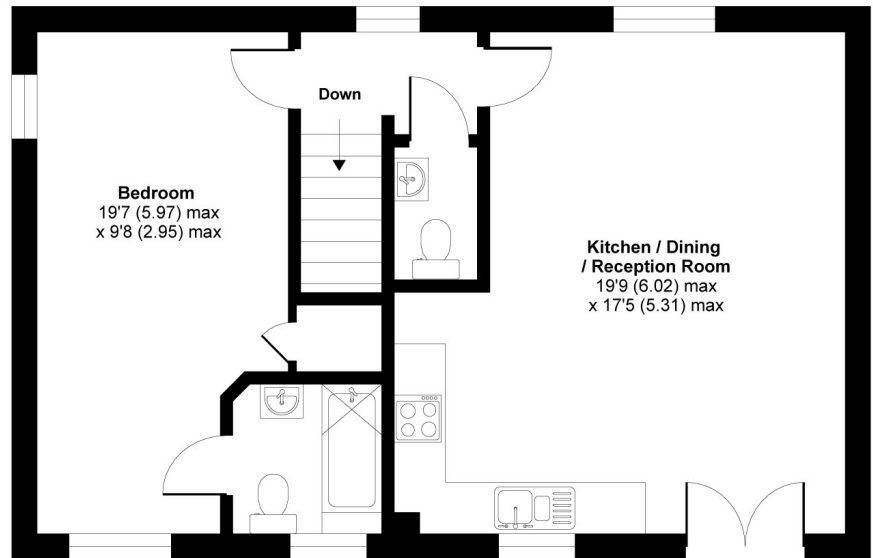 Down
Bedroom
19'7 (5.97) max
x 9'8 (2.95) max
Kitchen / Dining
/ Reception Room
19'9 (6.02) max
x 17'5 (5.31) max